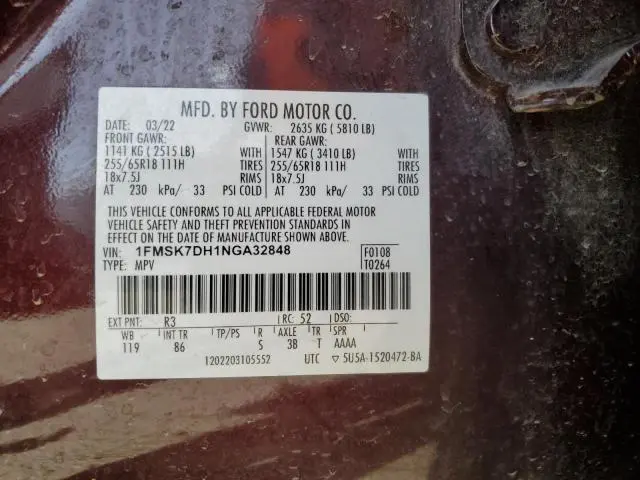 MFD. BY FORD MOTOR CO.
DATE: 03/22 GVWR: 2635 KG ( 5810 LB)
FRONT GAWR: REAR GAWR:
1141 KG ( 2515 LB) WITH 1547 KG ( 3410 LB) WITH
255/65R18 111H TIRES 255/65R18 111H TIRES
18x7.5J RIMS 18x7.5J RIMS
AT 230 kPa/ 33 PSI COLD AT 230 kPa/ 33 PSI COLD
THIS VEHICLE CONFORMS TO ALL APPLICABLE FEDERAL MOTOR
VEHICLE SAFETY AND THEFT PREVENTION STANDARDS IN
EFFECT ON THE DATE OF MANUFACTURE SHOWN ABOVE.
VIN: 1FMSK7DH1NGA32848 F0108
TYPE: MPV T0264
EXT PNT: R3 RC: 52 DSO:
WB INT TR TP/PS R AXLE TR SPR
119 86 S 3B T AAAA
1202203105552 UTC ▽ 5U5A-1520472-BA